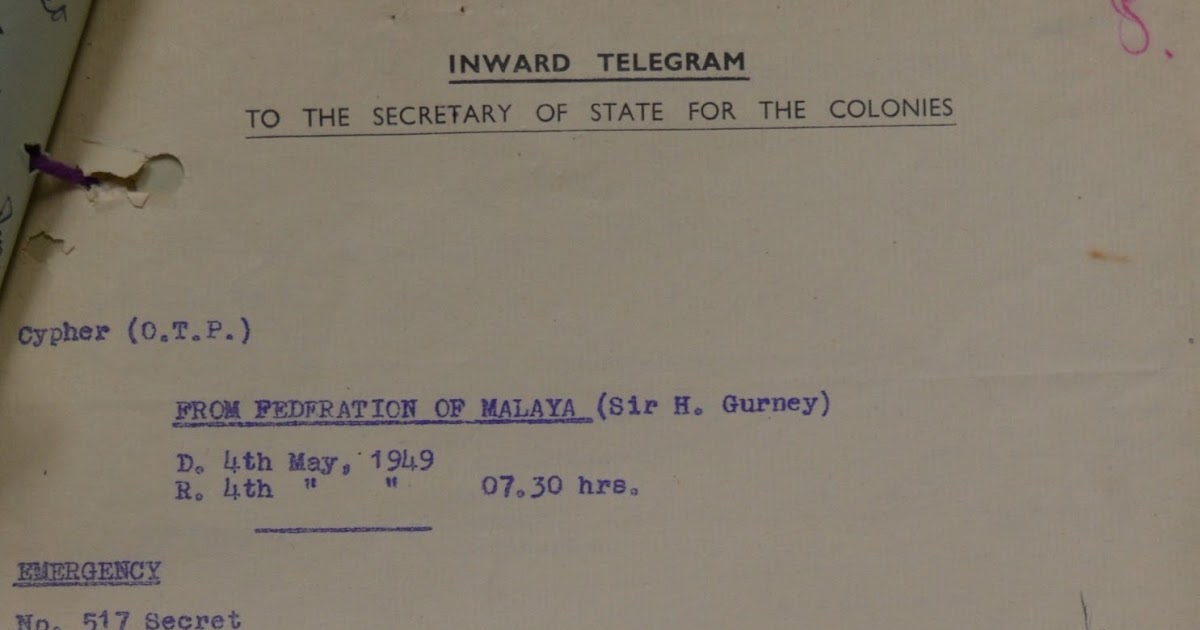 8.
INWARD TELEGRAM
TO THE SECRETARY OF STATE FOR THE COLONIES
Cypher (O.T.P.)
FROM FEDERATION OF MALAYA (Sir H. Gurney)
D. 4th May, 1949
R. 4th " " 07.30 hrs.
EMERGENCY
No. 517 Secret